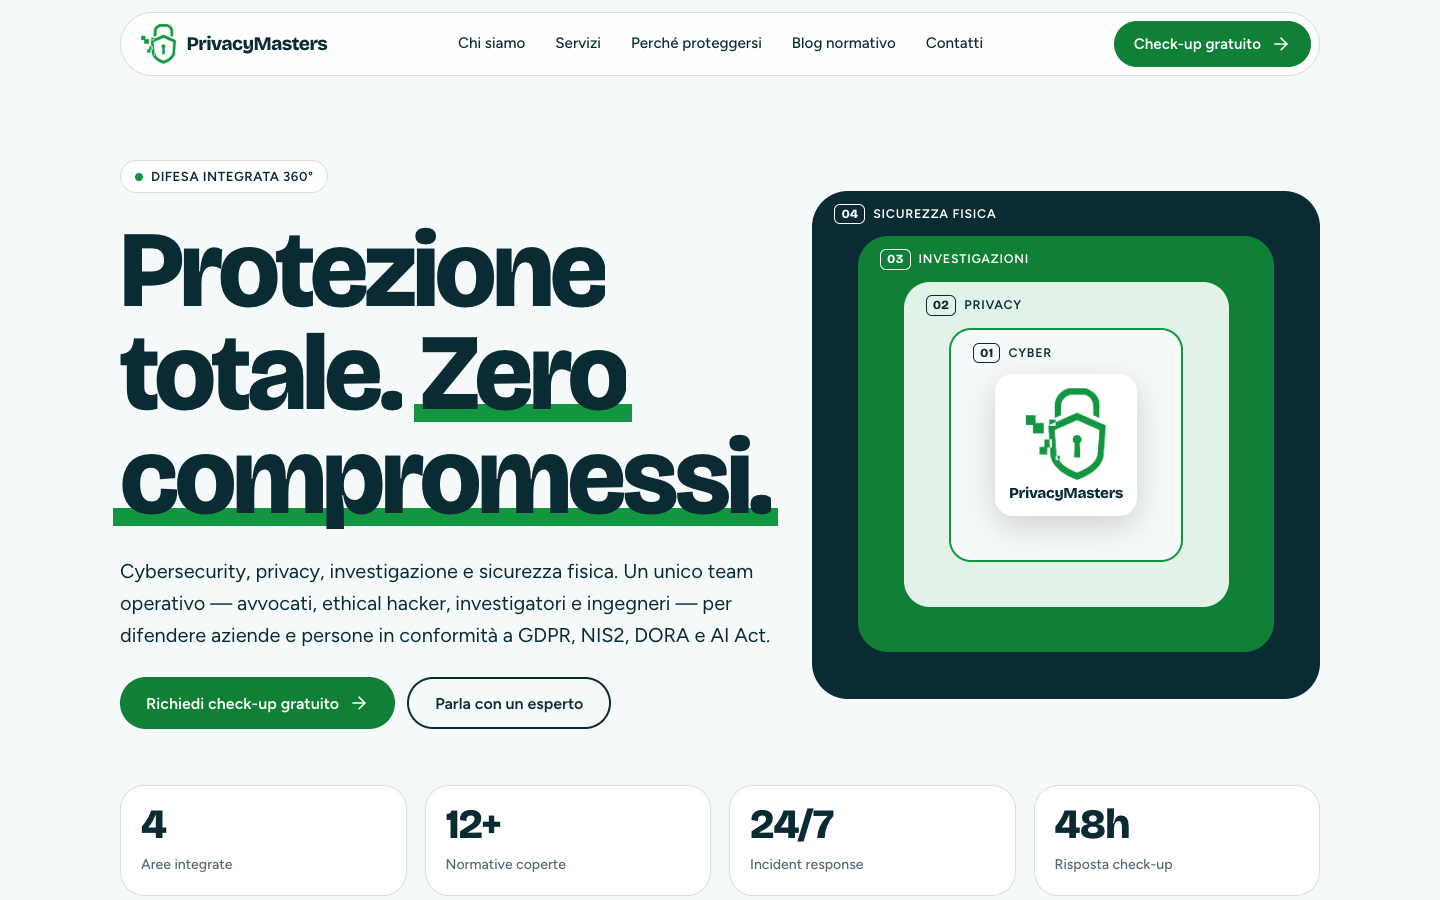 PrivacyMasters
Chi siamo
Servizi
Perché proteggersi
Blog normativo
Contatti
Check-up gratuito
DIFESA INTEGRATA 360°
Protezione
totale. Zero
compromessi.
Cybersecurity, privacy, investigazione e sicurezza fisica. Un unico team
operativo — avvocati, ethical hacker, investigatori e ingegneri — per
difendere aziende e persone in conformità a GDPR, NIS2, DORA e AI Act.
Richiedi check-up gratuito
Parla con un esperto
04 SICUREZZA FISICA
03 INVESTIGAZIONI
02 PRIVACY
01 CYBER
PrivacyMasters
4
Aree integrate
12+
Normative coperte
24/7
Incident response
48h
Risposta check-up